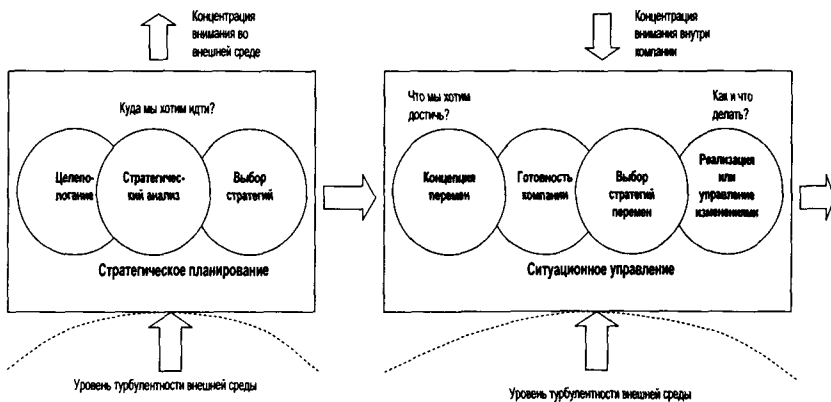 Концентрация
внимания во
внешней среде
Куда мы хотим идти?
Целепо-
логание
Стратегичес-
кий анализ
Выбор
стратегий
Стратегическое планирование
Уровень турбулентности внешней среды
Концентрация
внимания внутри
компании
Что мы хотим
достичь?
Как и что
делать?
Концепция
перемен
Готовность
компании
Выбор
стратегий
перемен
Реализация
или
управление
изменениями
Ситуационное управление
Уровень турбулентности внешней среды